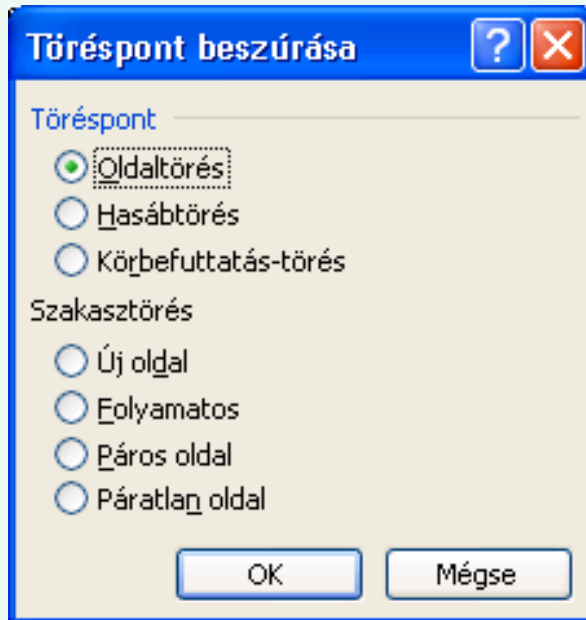 Töréspont beszúrása
Töréspont
Oldaltörés
Hasábtörés
Körbefuttatás-törés
Szakasztörés
Új oldal
Folyamatos
Páros oldal
Páratlan oldal
OK Mégse